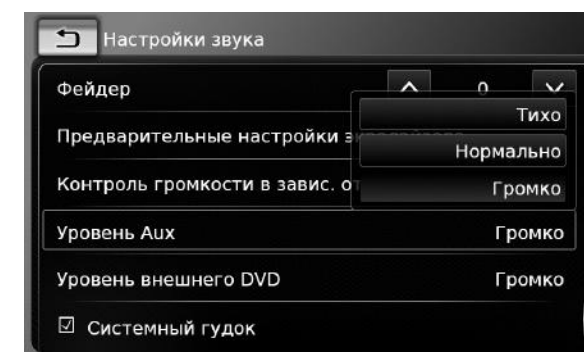 Настройки звука
Фейдер 0
Тихо
Предварительные настройки
Нормально
Контроль громкости в завис. от
Громко
Уровень Aux Громко
Уровень внешнего DVD Громко
Системный гудок